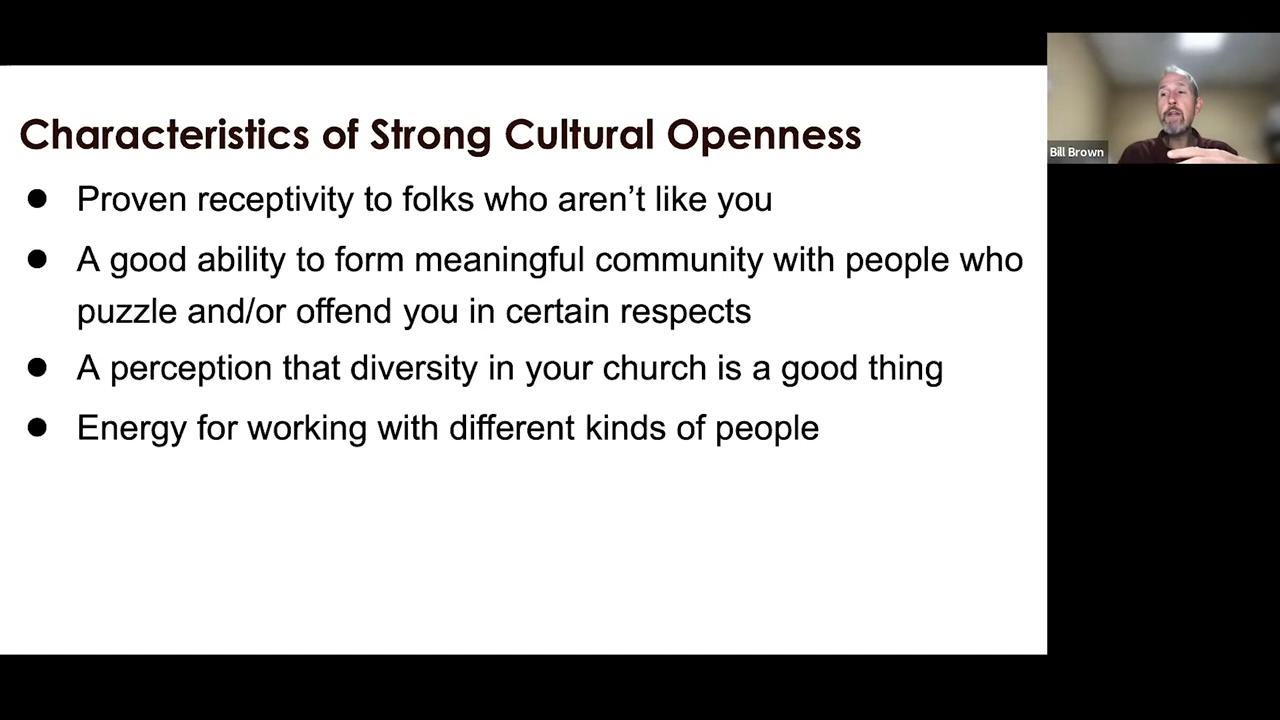 Characteristics of Strong Cultural Openness
● Proven receptivity to folks who aren’t like you
● A good ability to form meaningful community with people who
puzzle and/or offend you in certain respects
● A perception that diversity in your church is a good thing
● Energy for working with different kinds of people
Bill Brown